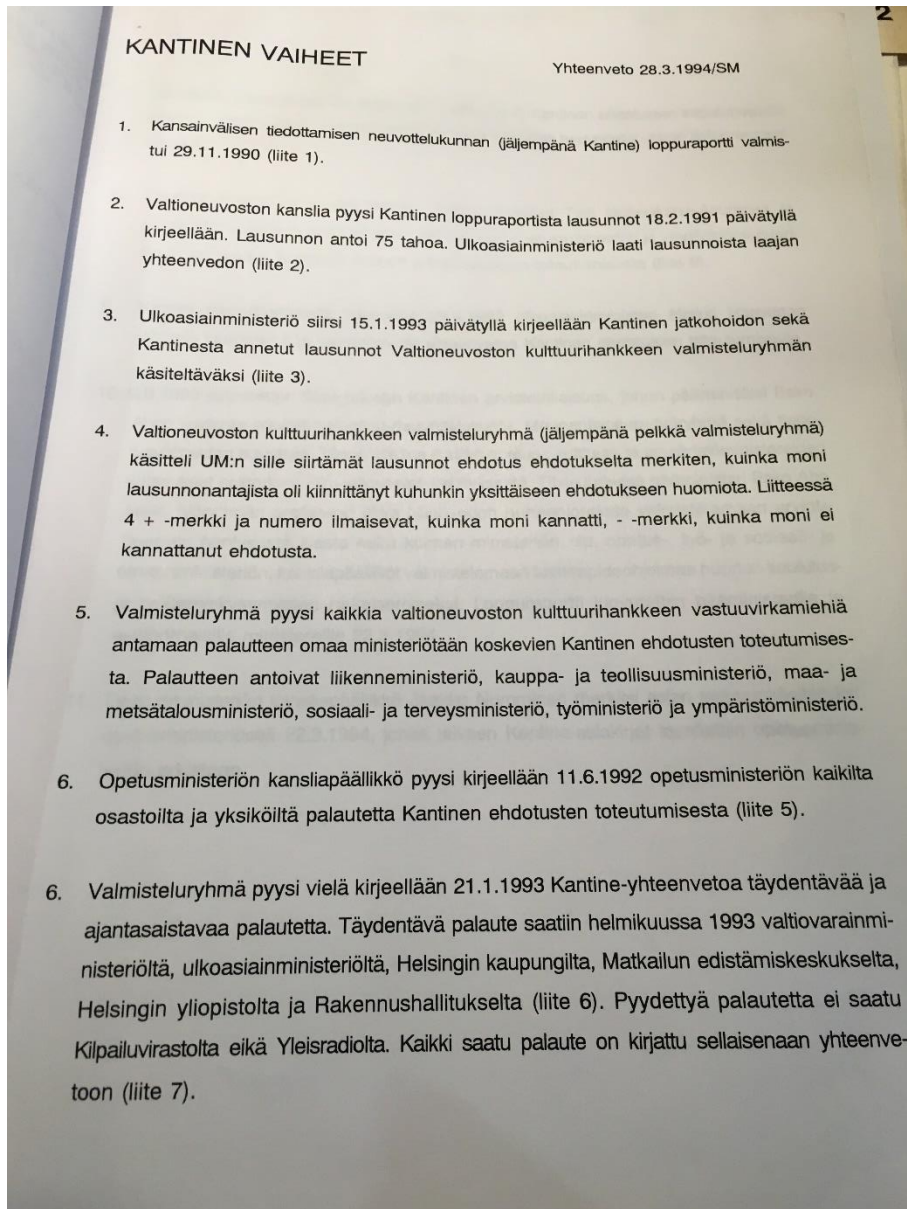 2
KANTINEN VAIHEET
Yhteenveto 28.3.1994/SM
1. Kansainvälisen tiedottamisen neuvottelukunnan (jäljempänä Kantine) loppuraportti valmis-
tui 29.11.1990 (liite 1).
2. Valtioneuvoston kanslia pyysi Kantinen loppuraportista lausunnot 18.2.1991 päivätyllä
kirjeellään. Lausunnon antoi 75 tahoa. Ulkoasiainministeriö laati lausunnoista laajan
yhteenvedon (liite 2).
3. Ulkoasiainministeriö siirsi 15.1.1993 päivätyllä kirjeellään Kantinen jatkohoidon sekä
Kantinesta annetut lausunnot Valtioneuvoston kulttuurihankkeen valmisteluryhmän
käsiteltäväksi (liite 3).
4. Valtioneuvoston kulttuurihankkeen valmisteluryhmä (jäljempänä pelkkä valmisteluryhmä)
käsitteli UM:n sille siirtämät lausunnot ehdotus ehdotukselta merkiten, kuinka moni
lausunnonantajista oli kiinnittänyt kuhunkin yksittäiseen ehdotukseen huomiota. Liitteessä
4 + -merkki ja numero ilmaisevat, kuinka moni kannatti, - -merkki, kuinka moni ei
kannattanut ehdotusta.
5. Valmisteluryhmä pyysi kaikkia valtioneuvoston kulttuurihankkeen vastuuvirkamiehiä
antamaan palautteen omaa ministeriötään koskevien Kantinen ehdotusten toteutumises-
ta. Palautteen antoivat liikenneministeriö, kauppa- ja teollisuusministeriö, maa- ja
metsätalousministeriö, sosiaali- ja terveysministeriö, työministeriö ja ympäristöministeriö.
6. Opetusministeriön kansliapäällikkö pyysi kirjeellään 11.6.1992 opetusministeriön kaikilta
osastoilta ja yksiköiltä palautetta Kantinen ehdotusten toteutumisesta (liite 5).
6. Valmisteluryhmä pyysi vielä kirjeellään 21.1.1993 Kantine-yhteenvetoa täydentävää ja
ajantasaistavaa palautetta. Täydentävä palaute saatiin helmikuussa 1993 valtiovarainmi-
nisteriöltä, ulkoasiainministeriöltä, Helsingin kaupungilta, Matkailun edistämiskeskukselta,
Helsingin yliopistolta ja Rakennushallitukselta (liite 6). Pyydettyä palautetta ei saatu
Kilpailuvirastolta eikä Yleisradiolta. Kaikki saatu palaute on kirjattu sellaisenaan yhteenve-
toon (liite 7).